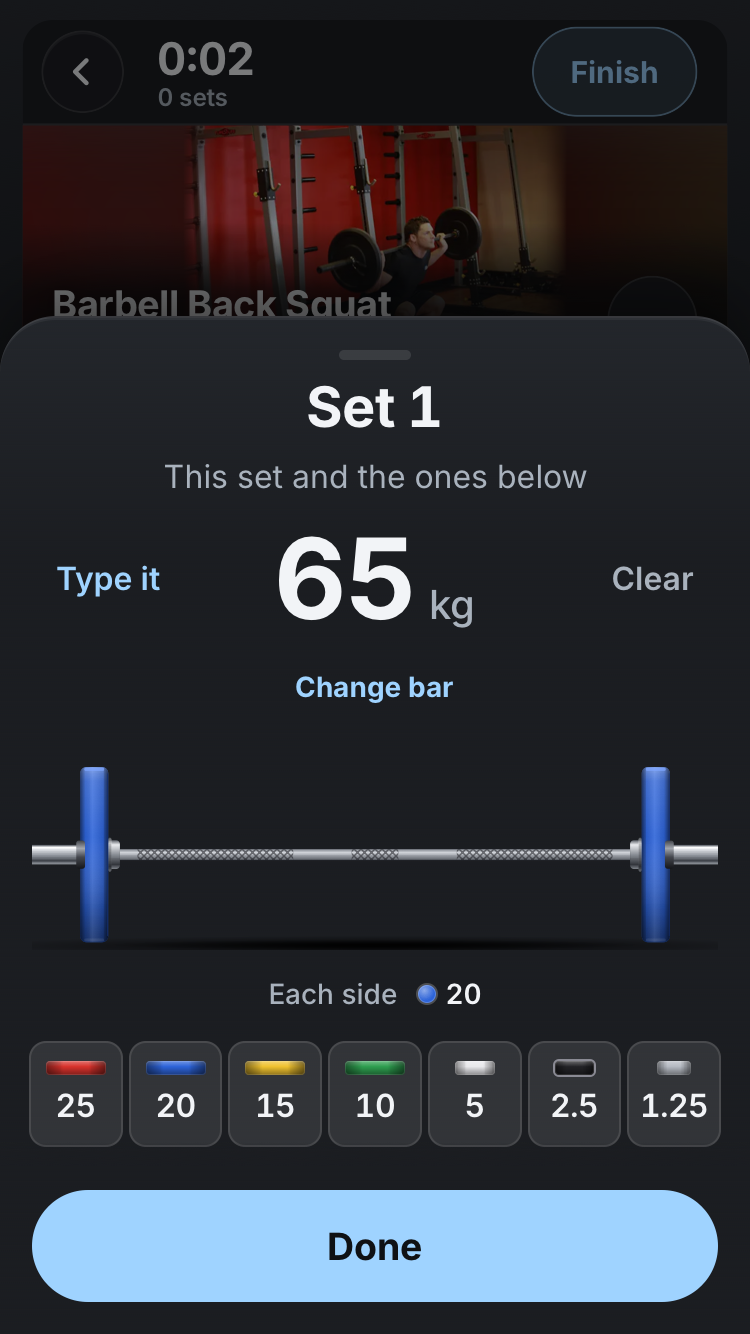 0:02
0 sets
Finish
Barbell Back Squat
Set 1
This set and the ones below
Type it
65 kg
Clear
Change bar
Each side 20
25 20 15 10 5 2.5 1.25
Done